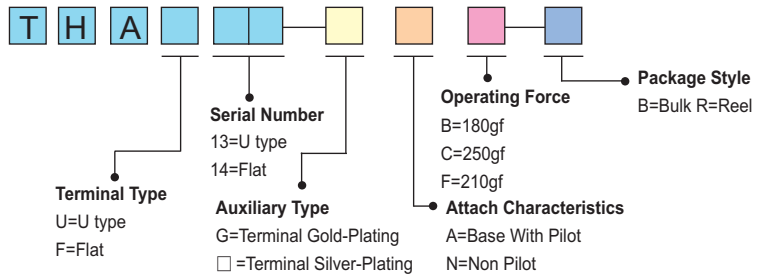 T H A
Package Style
B=Bulk R=Reel
Operating Force
B=180gf
C=250gf
F=210gf
Serial Number
13=U type
14=Flat
Terminal Type
U=U type
F=Flat
Auxiliary Type
G=Terminal Gold-Plating
□ =Terminal Silver-Plating
Attach Characteristics
A=Base With Pilot
N=Non Pilot